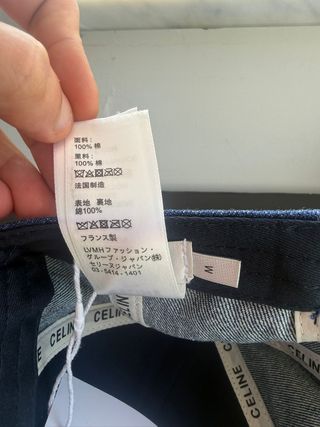 面料：
100% 棉
里料：
100% 棉
法国制造
表地 裏地
綿100%
フランス製
LVMHファッション・
グループ・ジャパン(株)
セリーヌジャパン
03-5414-1401
M
CELINE
CELINE
CELINE
CELINE